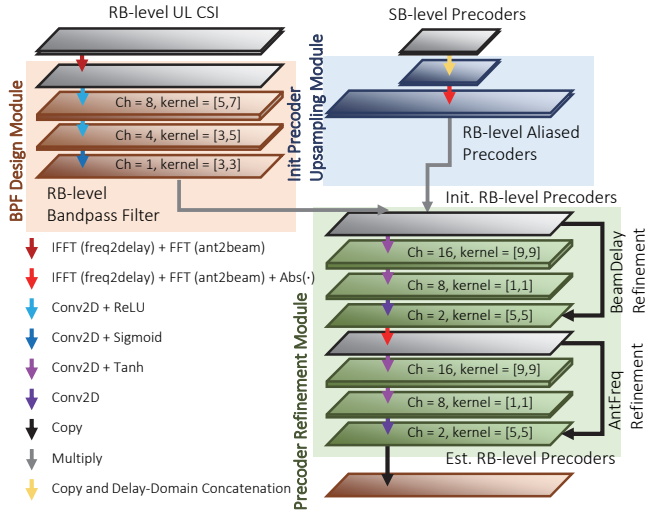 RB-level UL CSI
SB-level Precoders
BPF Design Module
Ch = 8, kernel = [5,7]
Ch = 4, kernel = [3,5]
Ch = 1, kernel = [3,3]
RB-level
Bandpass Filter
Init Precoder
Upsampling Module
RB-level Aliased
Precoders
Init. RB-level Precoders
Precoder Refinement Module
Ch = 16, kernel = [9,9]
Ch = 8, kernel = [1,1]
Ch = 2, kernel = [5,5]
BeamDelay
Refinement
Ch = 16, kernel = [9,9]
Ch = 8, kernel = [1,1]
Ch = 2, kernel = [5,5]
AntFreq
Refinement
Est. RB-level Precoders
IFFT (freq2delay) + FFT (ant2beam)
IFFT (freq2delay) + FFT (ant2beam) + Abs(·)
Conv2D + ReLU
Conv2D + Sigmoid
Conv2D + Tanh
Conv2D
Copy
Multiply
Copy and Delay-Domain Concatenation